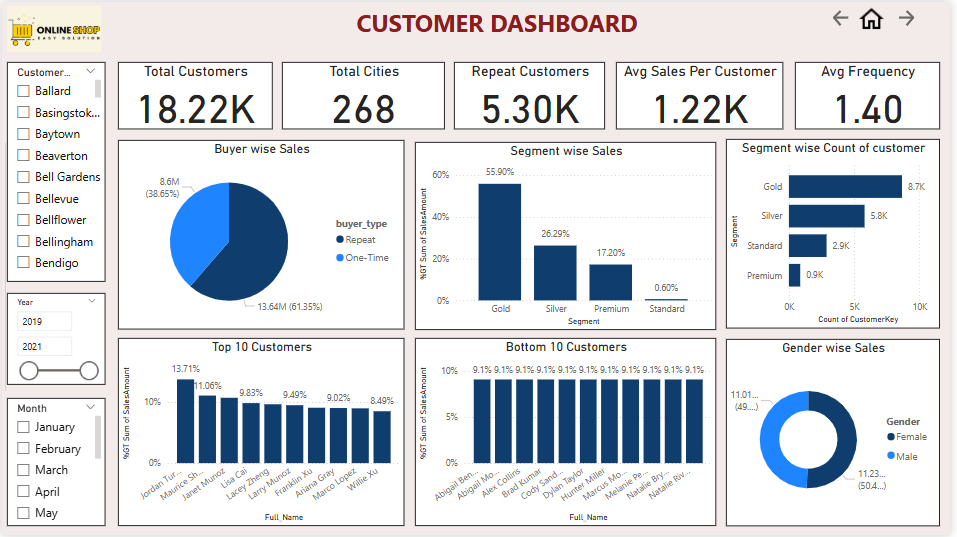 ONLINE SHOP
EASY SOLUTION
CUSTOMER DASHBOARD
Customer...
Ballard
Basingstok...
Baytown
Beaverton
Bell Gardens
Bellevue
Bellflower
Bellingham
Bendigo
Year
2019
2021
Month
January
February
March
April
May
Total Customers
18.22K
Total Cities
268
Repeat Customers
5.30K
Avg Sales Per Customer
1.22K
Avg Frequency
1.40
Buyer wise Sales
8.6M
(38.65%)
13.64M (61.35%)
buyer_type
Repeat
One-Time
Segment wise Sales
%GT Sum of SalesAmount
60%
40%
20%
0%
55.90%
26.29%
17.20%
0.60%
Gold
Silver
Premium
Standard
Segment
Segment wise Count of customer
Segment
Gold
8.7K
Silver
5.8K
Standard
2.9K
Premium
0.9K
0K
5K
10K
Count of CustomerKey
Top 10 Customers
%GT Sum of SalesAmount
10%
0%
13.71%
11.06%
9.83%
9.49%
9.02%
8.49%
Jordan Tur...
Maurice Sh...
Janet Munoz
Lisa Cai
Lacey Zheng
Larry Munoz
Franklin Xu
Ariana Gray
Marco Lopez
Willie Xu
Full_Name
Bottom 10 Customers
%GT Sum of SalesAmount
10%
5%
0%
9.1% 9.1% 9.1% 9.1% 9.1% 9.1% 9.1% 9.1% 9.1% 9.1% 9.1%
Abigail Ben...
Abigail Mo...
Alex Collins
Brad Kumar
Cody Sand...
Dylan Taylor
Hunter Miller
Marcus Mo...
Melanie Pe...
Natalie Bry...
Natalie Riv...
Full_Name
Gender wise Sales
11.01...
(49....)
11.23...
(50.4...)
Gender
Female
Male